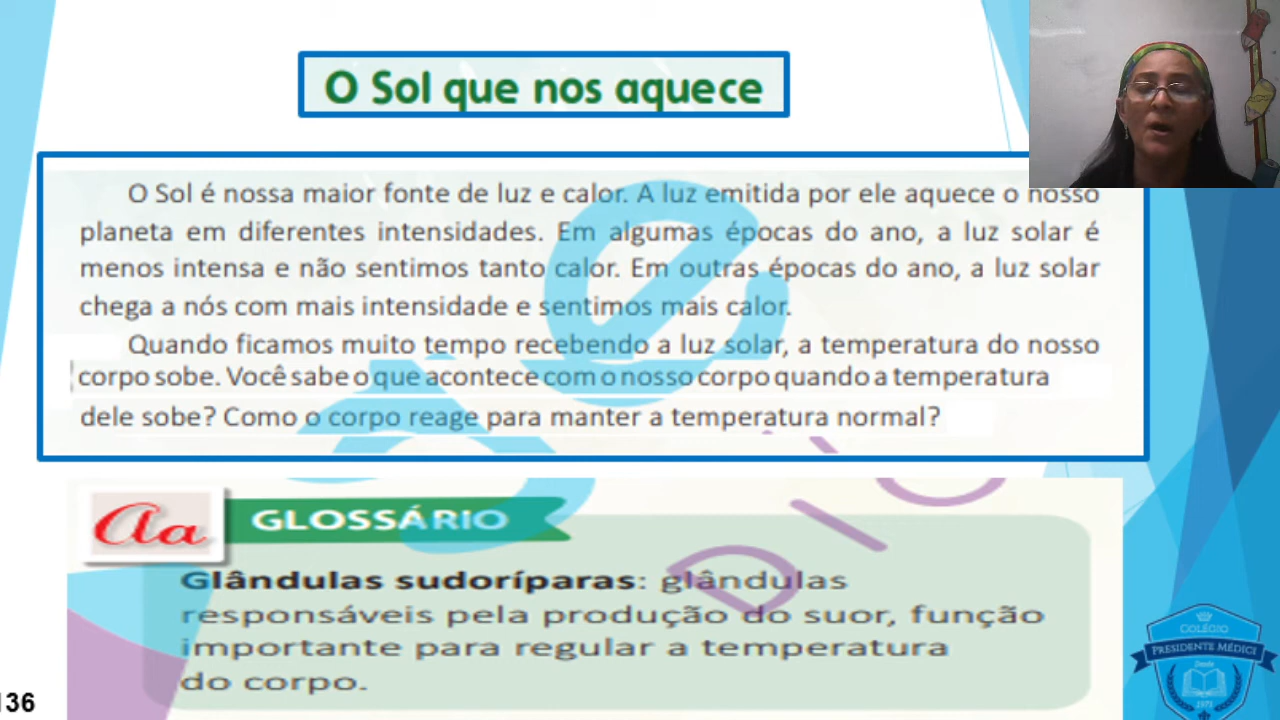 O Sol que nos aquece
O Sol é nossa maior fonte de luz e calor. A luz emitida por ele aquece o nosso
planeta em diferentes intensidades. Em algumas épocas do ano, a luz solar é
menos intensa e não sentimos tanto calor. Em outras épocas do ano, a luz solar
chega a nós com mais intensidade e sentimos mais calor.
Quando ficamos muito tempo recebendo a luz solar, a temperatura do nosso
corpo sobe. Você sabe o que acontece com o nosso corpo quando a temperatura
dele sobe? Como o corpo reage para manter a temperatura normal?
Aa
GLOSSÁRIO
Glândulas sudoríparas: glândulas
responsáveis pela produção do suor, função
importante para regular a temperatura
do corpo.
136
COLÉGIO
PRESIDENTE MÉDICI
Desde
1971